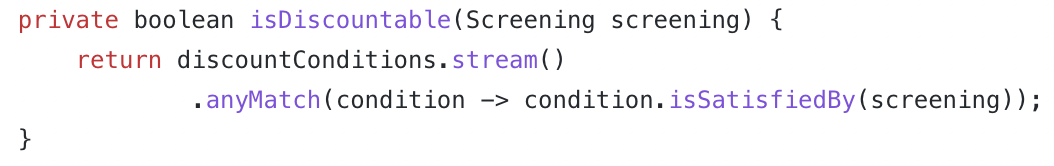 private boolean isDiscountable(Screening screening) {
    return discountConditions.stream()
            .anyMatch(condition -> condition.isSatisfiedBy(screening));
}